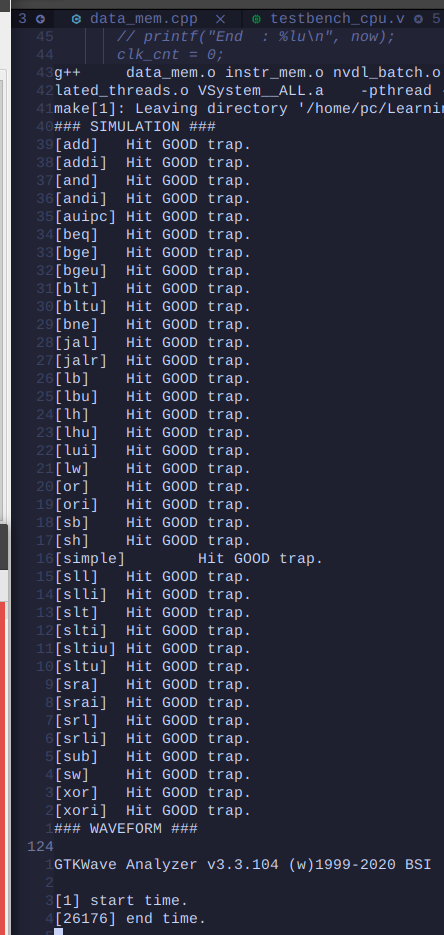 3 data_mem.cpp × testbench_cpu.v 5
45 // printf("End  : %lu\n", now);
44 clk_cnt = 0;
43g++     data_mem.o instr_mem.o nvdl_batch.o
42lated_threads.o VSystem__ALL.a    -pthread
41make[1]: Leaving directory '/home/pc/Learnin
40### SIMULATION ###
39[add]   Hit GOOD trap.
38[addi]  Hit GOOD trap.
37[and]   Hit GOOD trap.
36[andi]  Hit GOOD trap.
35[auipc] Hit GOOD trap.
34[beq]   Hit GOOD trap.
33[bge]   Hit GOOD trap.
32[bgeu]  Hit GOOD trap.
31[blt]   Hit GOOD trap.
30[bltu]  Hit GOOD trap.
29[bne]   Hit GOOD trap.
28[jal]   Hit GOOD trap.
27[jalr]  Hit GOOD trap.
26[lb]    Hit GOOD trap.
25[lbu]   Hit GOOD trap.
24[lh]    Hit GOOD trap.
23[lhu]   Hit GOOD trap.
22[lui]   Hit GOOD trap.
21[lw]    Hit GOOD trap.
20[or]    Hit GOOD trap.
19[ori]   Hit GOOD trap.
18[sb]    Hit GOOD trap.
17[sh]    Hit GOOD trap.
16[simple]        Hit GOOD trap.
15[sll]   Hit GOOD trap.
14[slli]  Hit GOOD trap.
13[slt]   Hit GOOD trap.
12[slti]  Hit GOOD trap.
11[sltiu] Hit GOOD trap.
10[sltu]  Hit GOOD trap.
9[sra]   Hit GOOD trap.
8[srai]  Hit GOOD trap.
7[srl]   Hit GOOD trap.
6[srli]  Hit GOOD trap.
5[sub]   Hit GOOD trap.
4[sw]    Hit GOOD trap.
3[xor]   Hit GOOD trap.
2[xori]  Hit GOOD trap.
1### WAVEFORM ###
124
1GTKWave Analyzer v3.3.104 (w)1999-2020 BSI
2
3[1] start time.
4[26176] end time.
5